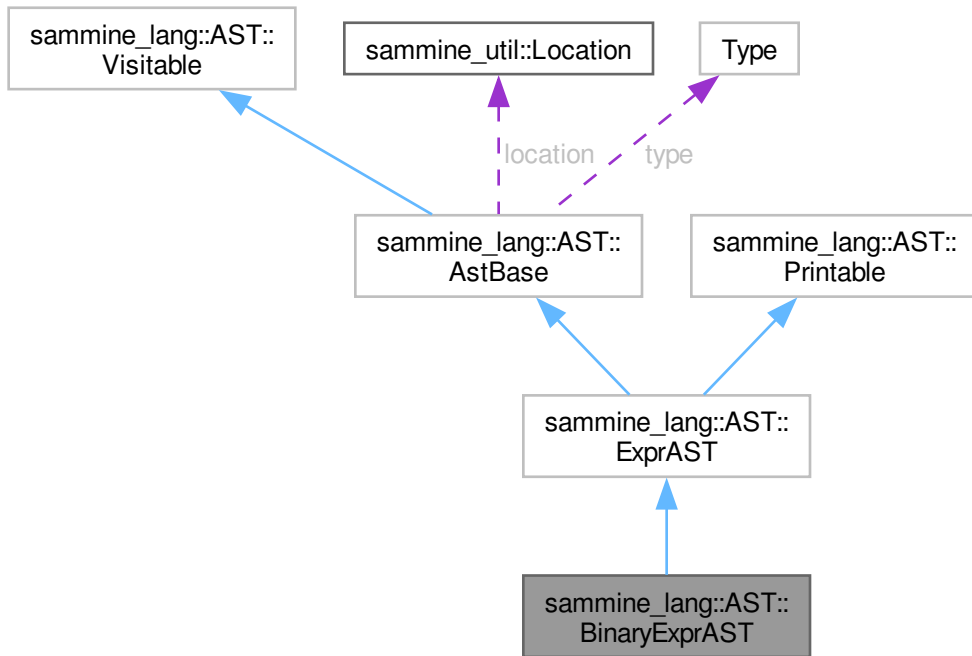 sammine_lang::AST::
Visitable
sammine_util::Location
Type
location
type
sammine_lang::AST::
AstBase
sammine_lang::AST::
Printable
sammine_lang::AST::
ExprAST
sammine_lang::AST::
BinaryExprAST